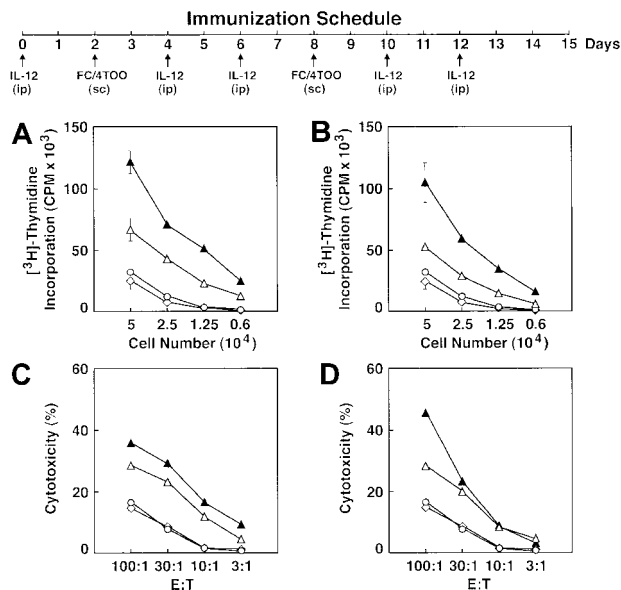 Immunization Schedule
0 1 2 3 4 5 6 7 8 9 10 11 12 13 14 15 Days
IL-12 FC/4TOO IL-12 IL-12 FC/4TOO IL-12 IL-12
(ip) (sc) (ip) (ip) (sc) (ip) (ip)
A
[³H]-Thymidine
Incorporation (CPM x 10³)
150
100
50
0
5 2.5 1.25 0.6
Cell Number (10⁴)
B
[³H]-Thymidine
Incorporation (CPM x 10³)
150
100
50
0
5 2.5 1.25 0.6
Cell Number (10⁴)
C
Cytotoxicity (%)
60
40
20
0
100:1 30:1 10:1 3:1
E:T
D
Cytotoxicity (%)
60
40
20
0
100:1 30:1 10:1 3:1
E:T